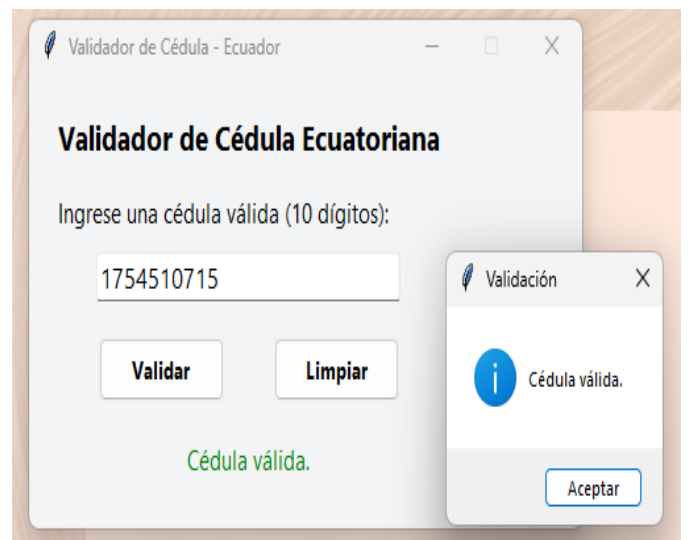 Validador de Cédula - Ecuador
Validador de Cédula Ecuatoriana
Ingrese una cédula válida (10 dígitos):
1754510715
Validar Limpiar
Cédula válida.
Validación
Cédula válida.
Aceptar